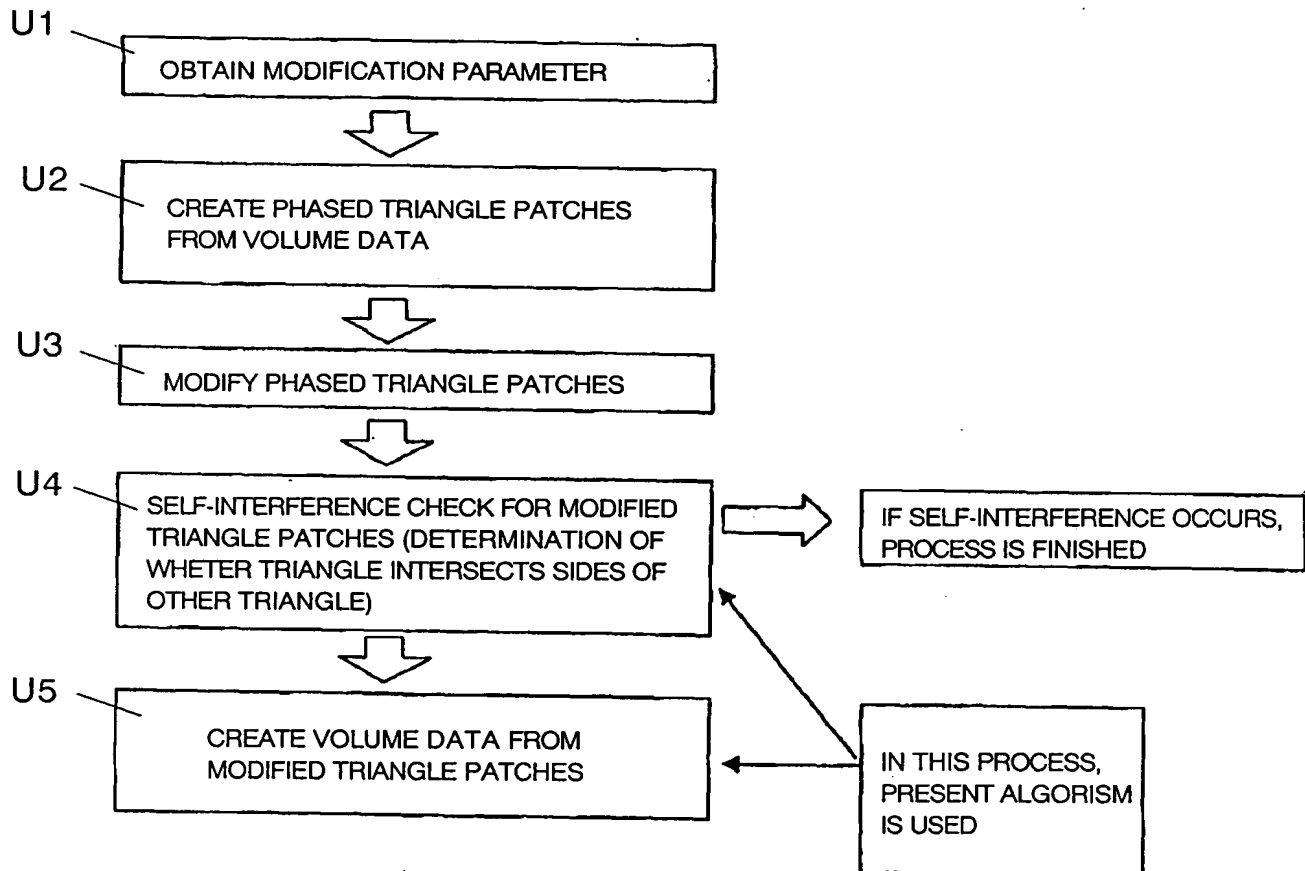 U1
OBTAIN MODIFICATION PARAMETER
U2
CREATE PHASED TRIANGLE PATCHES
FROM VOLUME DATA
U3
MODIFY PHASED TRIANGLE PATCHES
U4
SELF-INTERFERENCE CHECK FOR MODIFIED
TRIANGLE PATCHES (DETERMINATION OF
WHETER TRIANGLE INTERSECTS SIDES OF
OTHER TRIANGLE)
IF SELF-INTERFERENCE OCCURS,
PROCESS IS FINISHED
U5
CREATE VOLUME DATA FROM
MODIFIED TRIANGLE PATCHES
IN THIS PROCESS,
PRESENT ALGORISM
IS USED